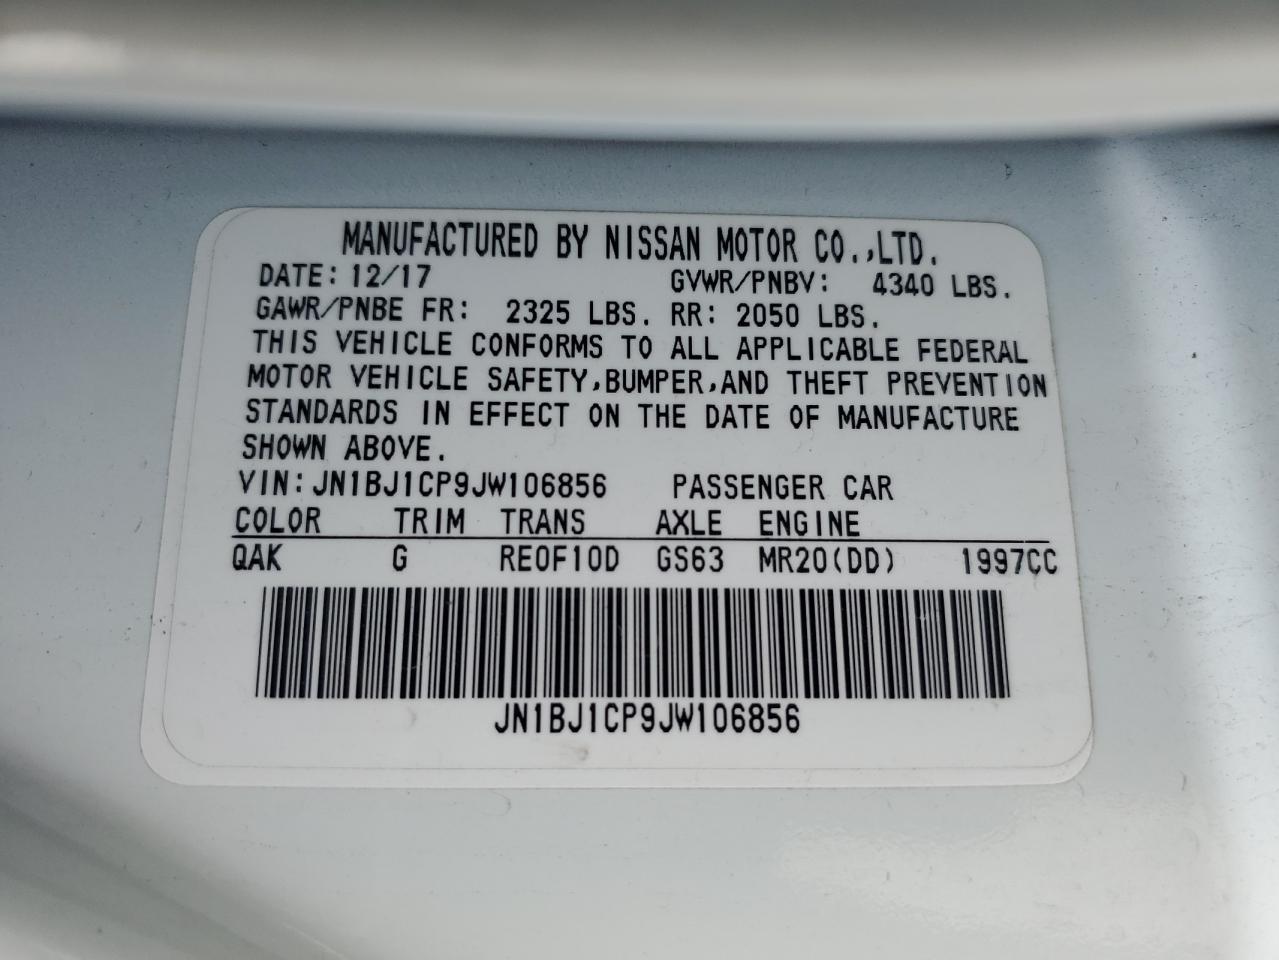 MANUFACTURED BY NISSAN MOTOR CO.,LTD.
DATE: 12/17 GVWR/PNBV: 4340 LBS.
GAWR/PNBE FR: 2325 LBS. RR: 2050 LBS.
THIS VEHICLE CONFORMS TO ALL APPLICABLE FEDERAL
MOTOR VEHICLE SAFETY,BUMPER,AND THEFT PREVENTION
STANDARDS IN EFFECT ON THE DATE OF MANUFACTURE
SHOWN ABOVE.
VIN:JN1BJ1CP9JW106856 PASSENGER CAR
COLOR TRIM TRANS AXLE ENGINE
QAK G RE0F10D GS63 MR20(DD) 1997CC
JN1BJ1CP9JW106856